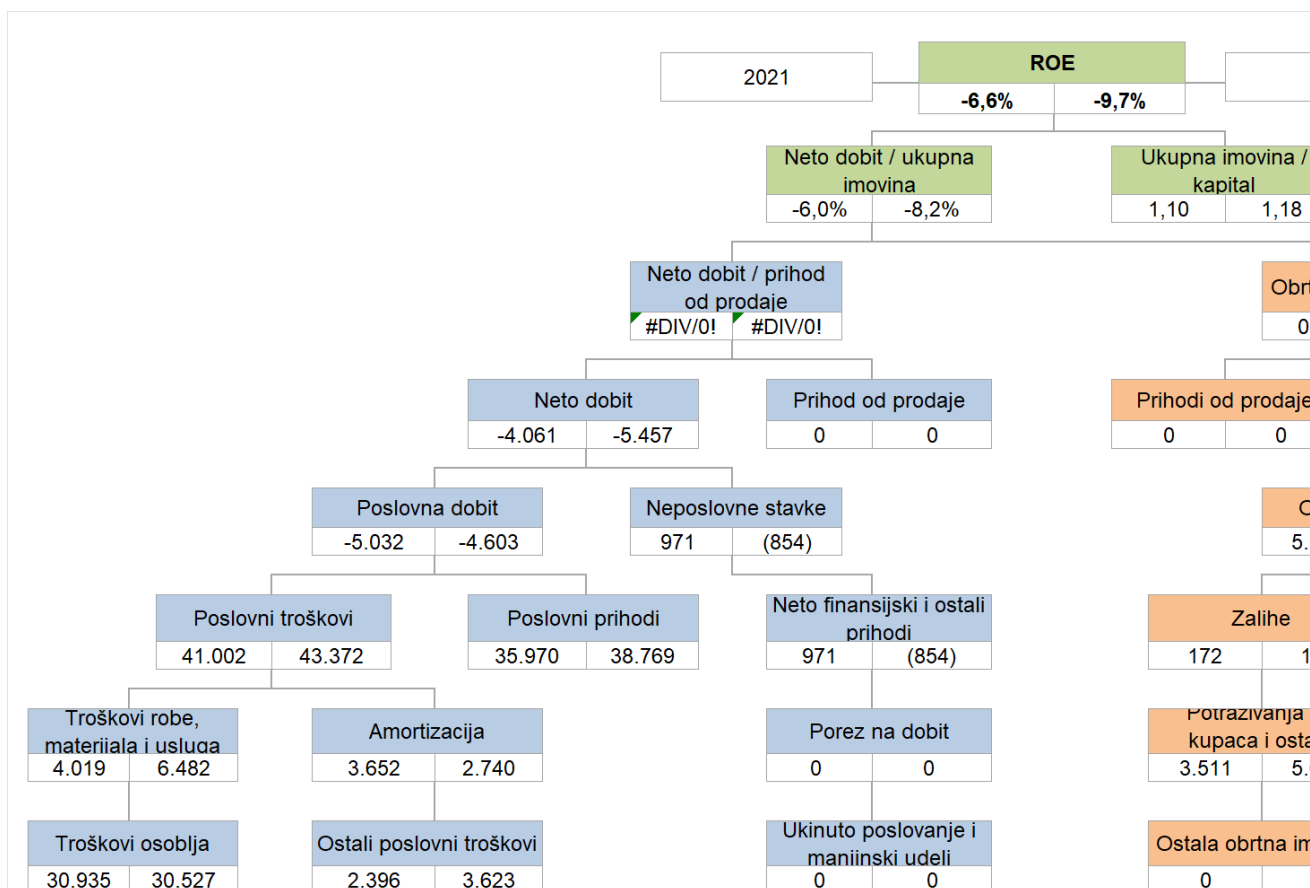 ROE
2021
-6,6% -9,7%
Neto dobit / ukupna
imovina
Ukupna imovina /
kapital
-6,0% -8,2%
1,10 1,18
Neto dobit / prihod
od prodaje
Obrt
#DIV/0! #DIV/0!
0
Neto dobit
Prihod od prodaje
Prihodi od prodaje
-4.061 -5.457
0 0
0 0
Poslovna dobit
Neposlovne stavke
O
-5.032 -4.603
971 (854)
5.
Poslovni troškovi
Poslovni prihodi
Neto finansijski i ostali
prihodi
Zalihe
41.002 43.372
35.970 38.769
971 (854)
172 1
Troškovi robe,
materijala i usluga
Amortizacija
Porez na dobit
Potraživanja
kupaca i osta
4.019 6.482
3.652 2.740
0 0
3.511 5.
Troškovi osoblja
Ostali poslovni troškovi
Ukinuto poslovanje i
manjinski udeli
Ostala obrtna im
30.935 30.527
2.396 3.623
0 0
0